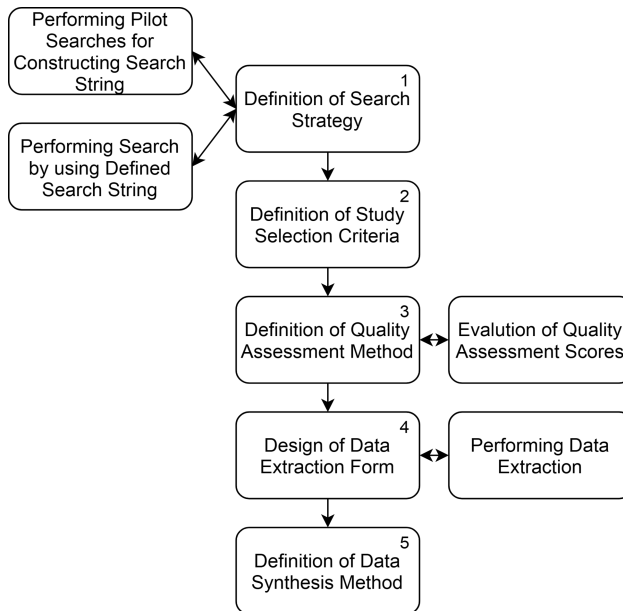 Performing Pilot
Searches for
Constructing Search
String
1
Definition of Search
Strategy
Performing Search
by using Defined
Search String
2
Definition of Study
Selection Criteria
3
Definition of Quality
Assessment Method
Evalution of Quality
Assessment Scores
4
Design of Data
Extraction Form
Performing Data
Extraction
5
Definition of Data
Synthesis Method